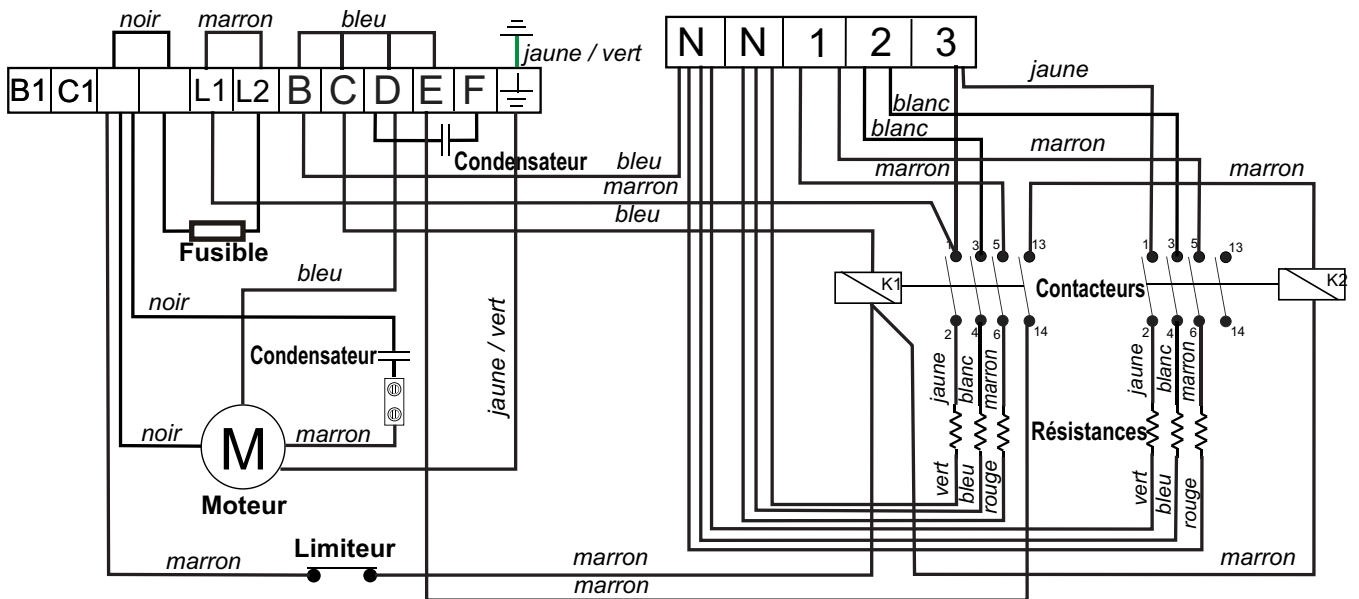 noir
marron
bleu
jaune / vert
B1 C1 L1 L2 B C D E F
N N 1 2 3
jaune
blanc
blanc
marron
marron
marron
Condensateur
bleu
marron
bleu
Fusible
bleu
noir
Condensateur
jaune / vert
noir
marron
M
Moteur
K1
1 3 5 13
2 4 6 14
Contacteurs
1 3 5 13
2 4 6 14
K2
jaune
blanc
marron
jaune
blanc
marron
Résistances
vert
bleu
rouge
vert
bleu
rouge
marron
Limiteur
marron
marron
marron